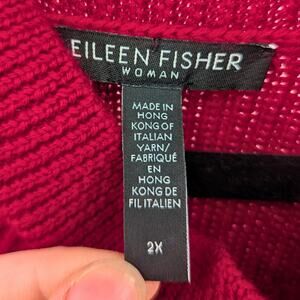 EILEEN FISHER
WOMAN
MADE IN
HONG
KONG OF
ITALIAN
YARN/
FABRIQUÉ
EN
HONG
KONG DE
FIL ITALIEN
2X